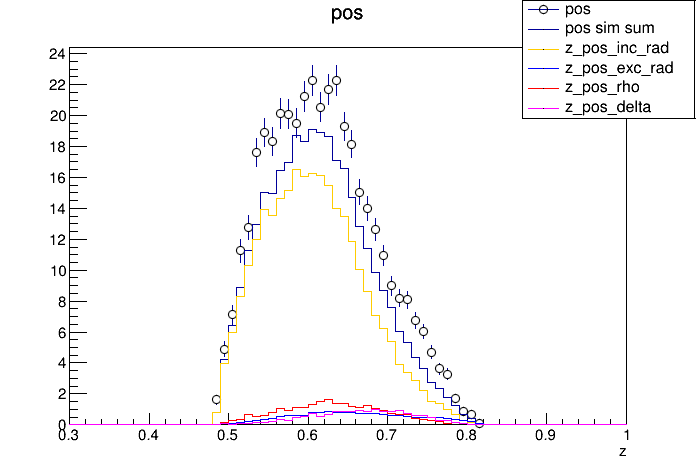 pos
pos
pos sim sum
z_pos_inc_rad
z_pos_exc_rad
z_pos_rho
z_pos_delta
24
22
20
18
16
14
12
10
8
6
4
2
0
0.3 0.4 0.5 0.6 0.7 0.8 0.9 1
z